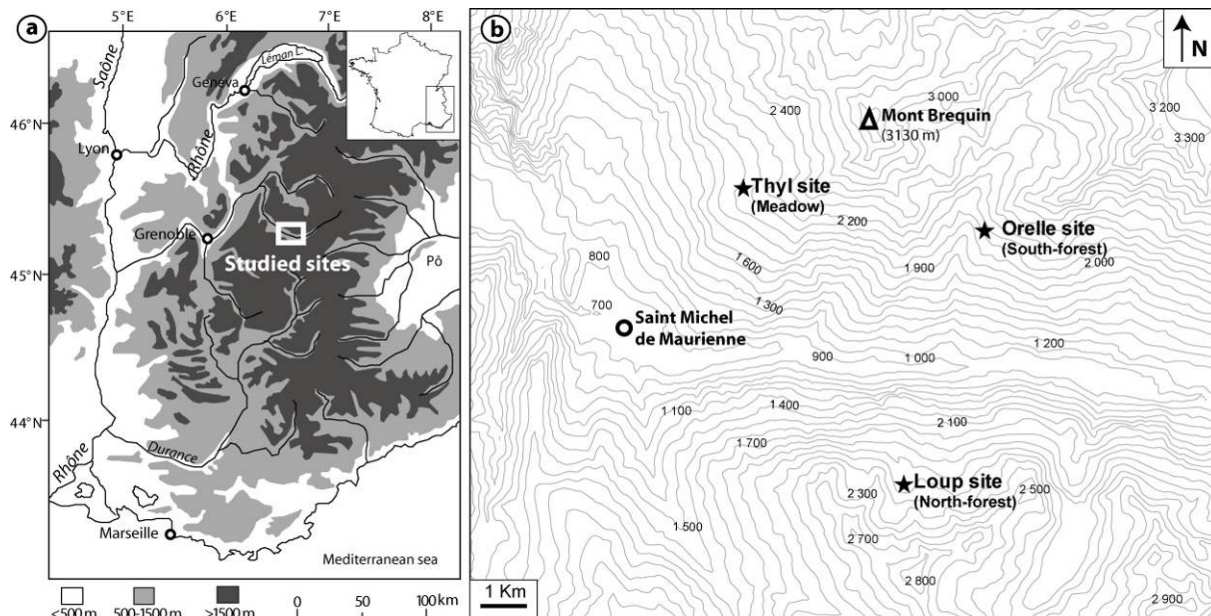 a
5°E
6°E
7°E
8°E
Saône
Léman L.
Géneva
46°N
Lyon
Rhône
Grenoble
Studied sites
Pô
45°N
44°N
Durance
Rhône
Marseille
Mediterranean sea
<500 m
500-1500 m
>1500 m
0
50
100 km
b
N
2 400
3 000
3 200
3.300
Mont Brequin
(3130 m)
Thyl site
(Meadow)
2 200
Orelle site
(South-forest)
800
1 600
1 900
2 000
700
1 300
Saint Michel
de Maurienne
900
1 000
1 200
1 100
1 400
2 100
1 700
Loup site
(North-forest)
2 300
2 500
1.500
2 700
2 800
2 900
1 Km